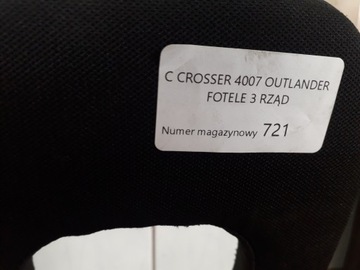 C CROSSER 4007 OUTLANDER
FOTELE 3 RZĄD
Numer magazynowy 721